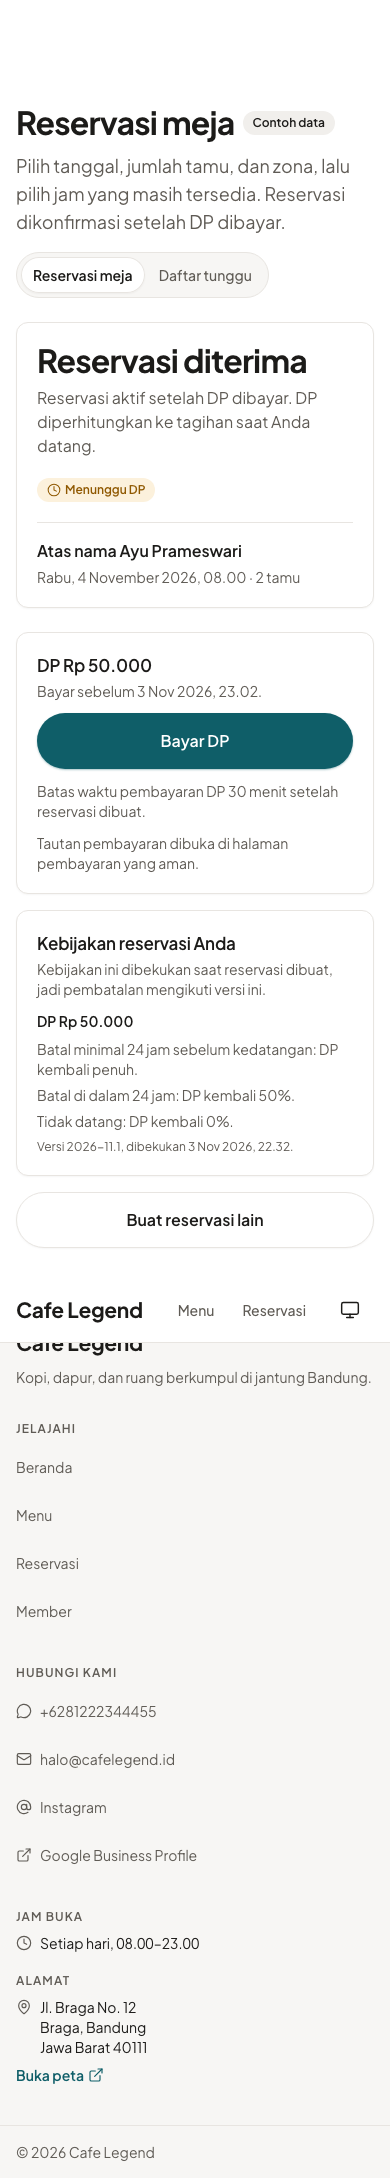 Reservasi meja Contoh data
Pilih tanggal, jumlah tamu, dan zona, lalu
pilih jam yang masih tersedia. Reservasi
dikonfirmasi setelah DP dibayar.
Reservasi meja Daftar tunggu
Reservasi diterima
Reservasi aktif setelah DP dibayar. DP
diperhitungkan ke tagihan saat Anda
datang.
Menunggu DP
Atas nama Ayu Prameswari
Rabu, 4 November 2026, 08.00 · 2 tamu
DP Rp 50.000
Bayar sebelum 3 Nov 2026, 23.02.
Bayar DP
Batas waktu pembayaran DP 30 menit setelah
reservasi dibuat.
Tautan pembayaran dibuka di halaman
pembayaran yang aman.
Kebijakan reservasi Anda
Kebijakan ini dibekukan saat reservasi dibuat,
jadi pembatalan mengikuti versi ini.
DP Rp 50.000
Batal minimal 24 jam sebelum kedatangan: DP
kembali penuh.
Batal di dalam 24 jam: DP kembali 50%.
Tidak datang: DP kembali 0%.
Versi 2026-11.1, dibekukan 3 Nov 2026, 22.32.
Buat reservasi lain
Cafe Legend Menu Reservasi
Cafe Legend
Kopi, dapur, dan ruang berkumpul di jantung Bandung.
JELAJAHI
Beranda
Menu
Reservasi
Member
HUBUNGI KAMI
+6281222344455
halo@cafelegend.id
Instagram
Google Business Profile
JAM BUKA
Setiap hari, 08.00–23.00
ALAMAT
Jl. Braga No. 12
Braga, Bandung
Jawa Barat 40111
Buka peta
© 2026 Cafe Legend